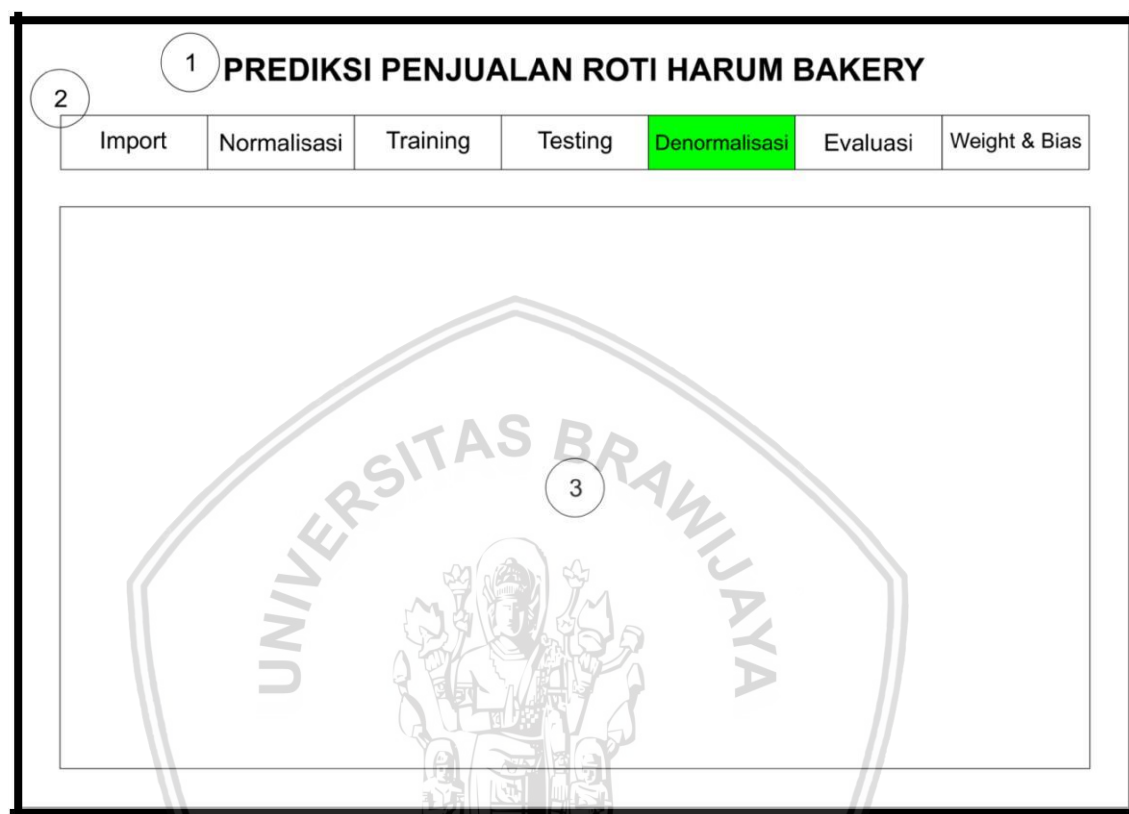 1
PREDIKSI PENJUALAN ROTI HARUM BAKERY
2
Import Normalisasi Training Testing Denormalisasi Evaluasi Weight & Bias
UNIVERSITAS BRAWIJAYA
3